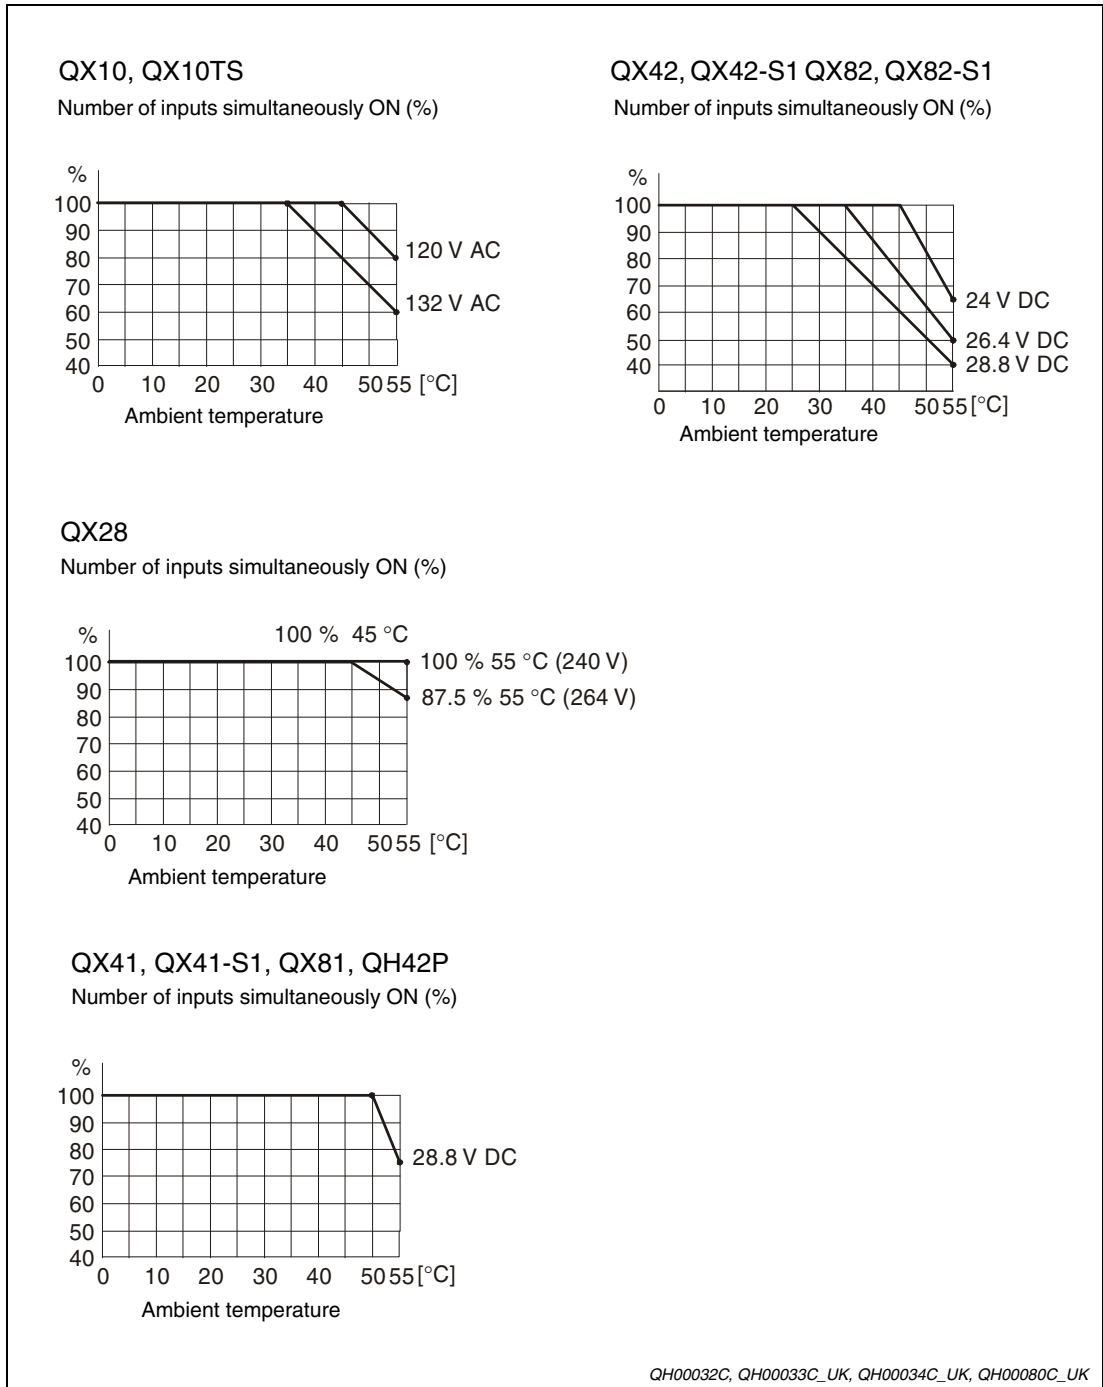 QX10, QX10TS
Number of inputs simultaneously ON (%)
%
100
90
80
70
60
50
40
120 V AC
132 V AC
0 10 20 30 40 50 55 [°C]
Ambient temperature
QX42, QX42-S1 QX82, QX82-S1
Number of inputs simultaneously ON (%)
%
100
90
80
70
60
50
40
24 V DC
26.4 V DC
28.8 V DC
0 10 20 30 40 50 55 [°C]
Ambient temperature
QX28
Number of inputs simultaneously ON (%)
%
100 % 45 °C
100
90
80
70
60
50
40
100 % 55 °C (240 V)
87.5 % 55 °C (264 V)
0 10 20 30 40 50 55 [°C]
Ambient temperature
QX41, QX41-S1, QX81, QH42P
Number of inputs simultaneously ON (%)
%
100
90
80
70
60
50
40
28.8 V DC
0 10 20 30 40 50 55 [°C]
Ambient temperature
QH00032C, QH00033C_UK, QH00034C_UK, QH00080C_UK